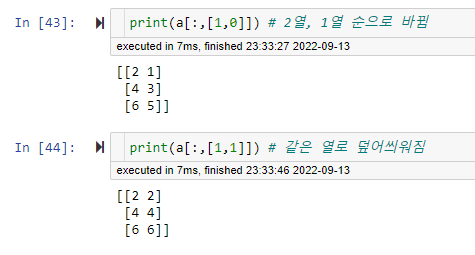 In [43]: print(a[:,[1,0]]) # 2열, 1열 순으로 바뀜
executed in 7ms, finished 23:33:27 2022-09-13
[[2 1]
[4 3]
[6 5]]
In [44]: print(a[:,[1,1]]) # 같은 열로 덮어씌워짐
executed in 7ms, finished 23:33:46 2022-09-13
[[2 2]
[4 4]
[6 6]]